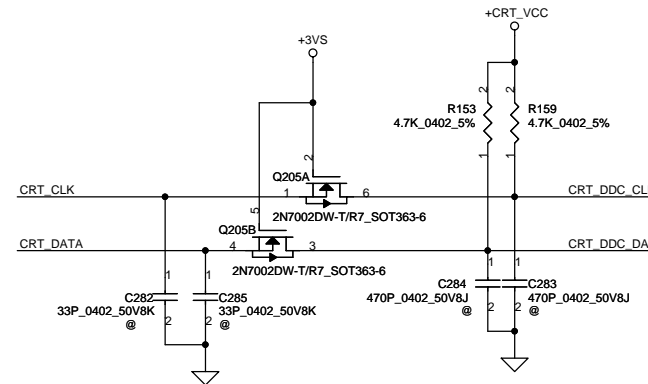 +CRT_VCC
+3VS
2
2
R153
4.7K_0402_5%
R159
4.7K_0402_5%
1
1
2
Q205A
CRT_CLK
1
6
CRT_DDC_CL
2N7002DW-T/R7_SOT363-6
5
Q205B
CRT_DATA
4
3
CRT_DDC_DA
2N7002DW-T/R7_SOT363-6
1
1
1
1
C282
33P_0402_50V8K
@
C285
33P_0402_50V8K
@
C284
470P_0402_50V8J
@
C283
470P_0402_50V8J
@
2
2
2
2